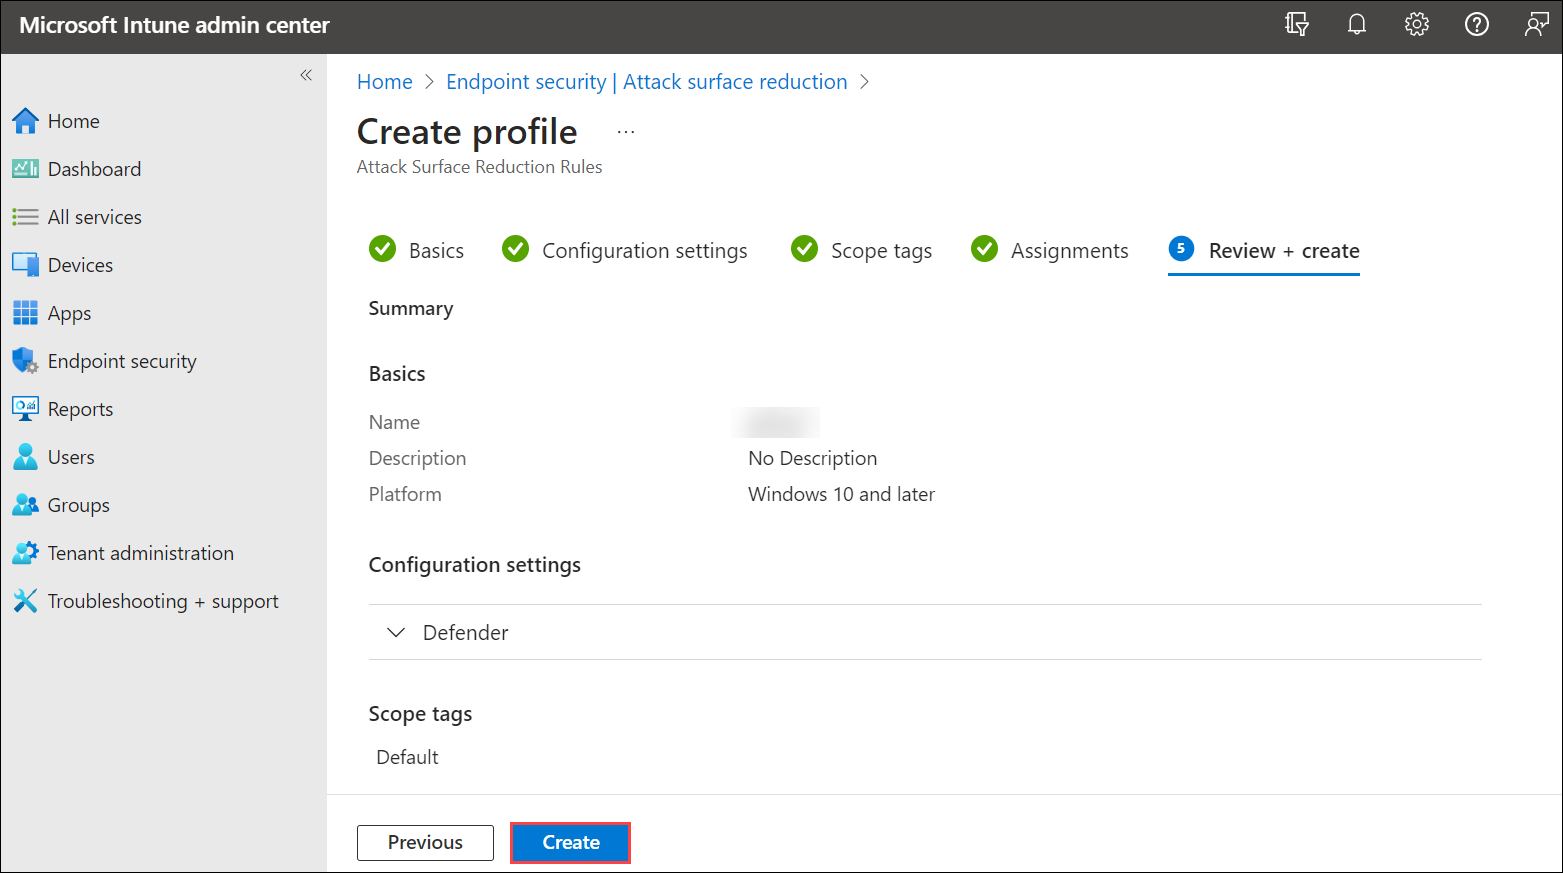 Microsoft Intune admin center
Home
Dashboard
All services
Devices
Apps
Endpoint security
Reports
Users
Groups
Tenant administration
Troubleshooting + support
Home > Endpoint security | Attack surface reduction >
Create profile ...
Attack Surface Reduction Rules
Basics Configuration settings Scope tags Assignments 5 Review + create
Summary
Basics
Name
Description No Description
Platform Windows 10 and later
Configuration settings
Defender
Scope tags
Default
Previous Create